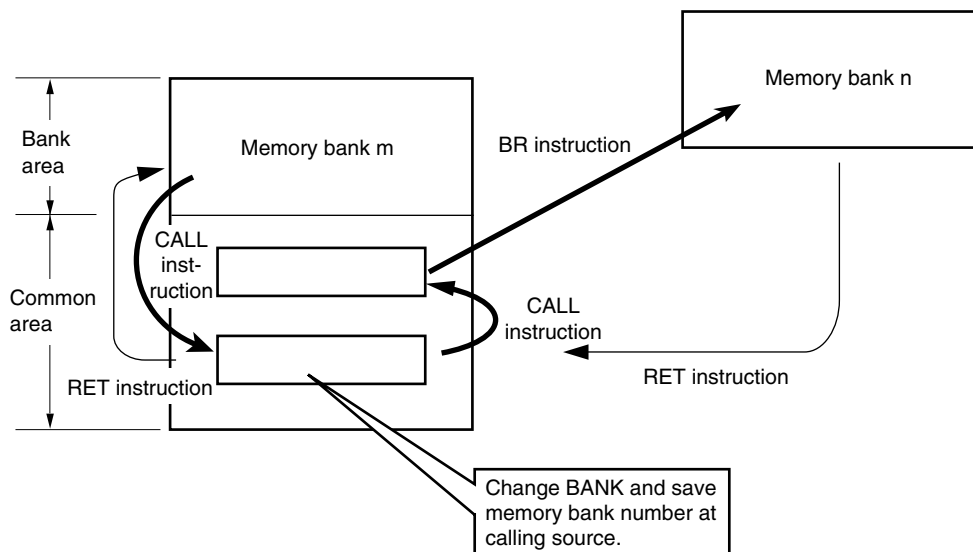 Memory bank n
Bank
area
Memory bank m
BR instruction
CALL
inst-
ruction
Common
area
CALL
instruction
RET instruction
RET instruction
Change BANK and save
memory bank number at
calling source.